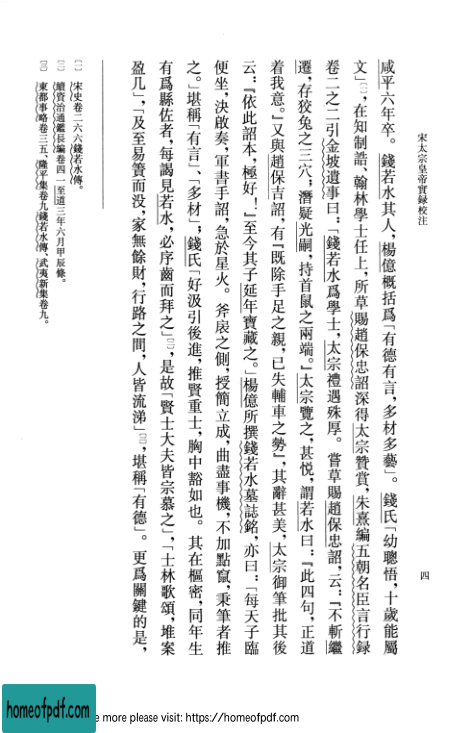 宋太宗皇帝實錄校注
四
咸平六年卒。錢若水其人，楊億概括爲「有德有言，多材多藝」。錢氏「幼聰悟，十歲能屬
文」〔一〕，在知制誥、翰林學士任上，所草賜趙保忠詔深得太宗贊賞，朱熹編五朝名臣言行錄
卷二之二引金坡遺事曰：「錢若水爲學士，太宗禮遇殊厚。嘗草賜趙保忠詔，云：『不斬繼
遷，存狡兔之三穴；潛疑光嗣，持首鼠之兩端。』太宗覽之，甚悦，謂若水曰：『此四句，正道
着我意。』又與趙保吉詔，有『既除手足之親，已失輔車之勢』，其辭甚美，太宗御筆批其後
云：『依此詔本，極好！』至今其子延年寶藏之。」楊億所撰錢若水墓誌銘，亦曰：「每天子臨
便坐，決啟奏，軍書手詔，急於星火。斧扆之側，授簡立成，曲盡事機，不加點竄，秉筆者推
之。」堪稱「有言」、「多材」；錢氏「好汲引後進，推賢重士，胸中豁如也。其在樞密，同年生
有爲縣佐者，每謁見若水，必序齒而拜之」〔二〕，是故「賢士大夫皆宗慕之」，「士林歌頌，堆案
盈几」，「及至易簀而没，家無餘財，行路之間，人皆流涕」〔三〕，堪稱「有德」。更爲關鍵的是，
〔一〕宋史卷二六六錢若水傳。
〔二〕續資治通鑑長編卷四一至道三年六月甲辰條。
〔三〕東都事略卷三五、隆平集卷九錢若水傳、武夷新集卷九。
homeofpdf.com
e more please visit: https://homeofpdf.com